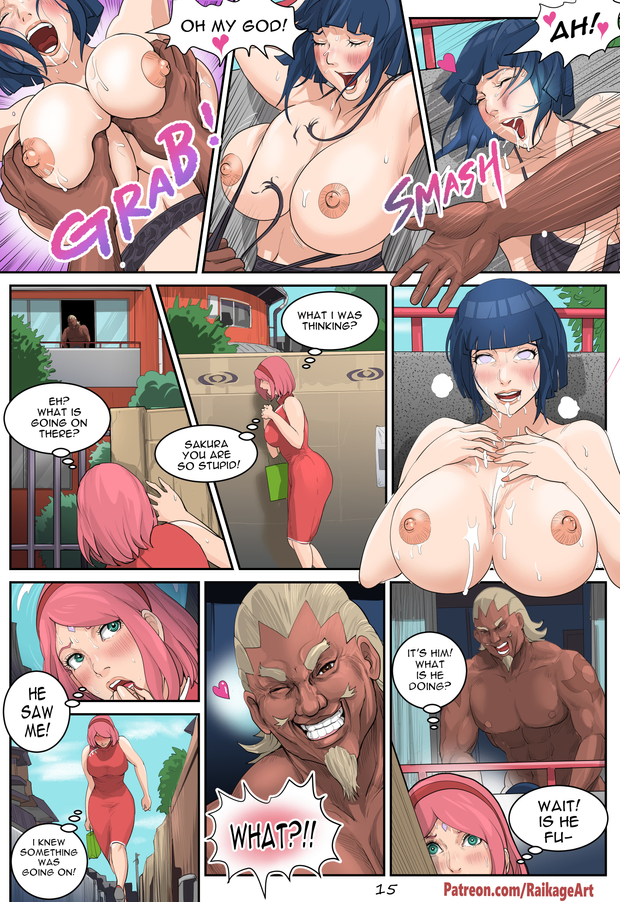 OH MY GOD!
AH!
GRAB!
SMASH
EH?
WHAT IS
GOING ON
THERE?
WHAT I WAS
THINKING?
SAKURA
YOU ARE
SO STUPID!
HE
SAW
ME!
I KNEW
SOMETHING
WAS
GOING ON!
WHAT?!!
IT'S HIM!
WHAT
IS HE
DOING?
WAIT!
IS HE
FU-
15
Patreon.com/RaikageArt